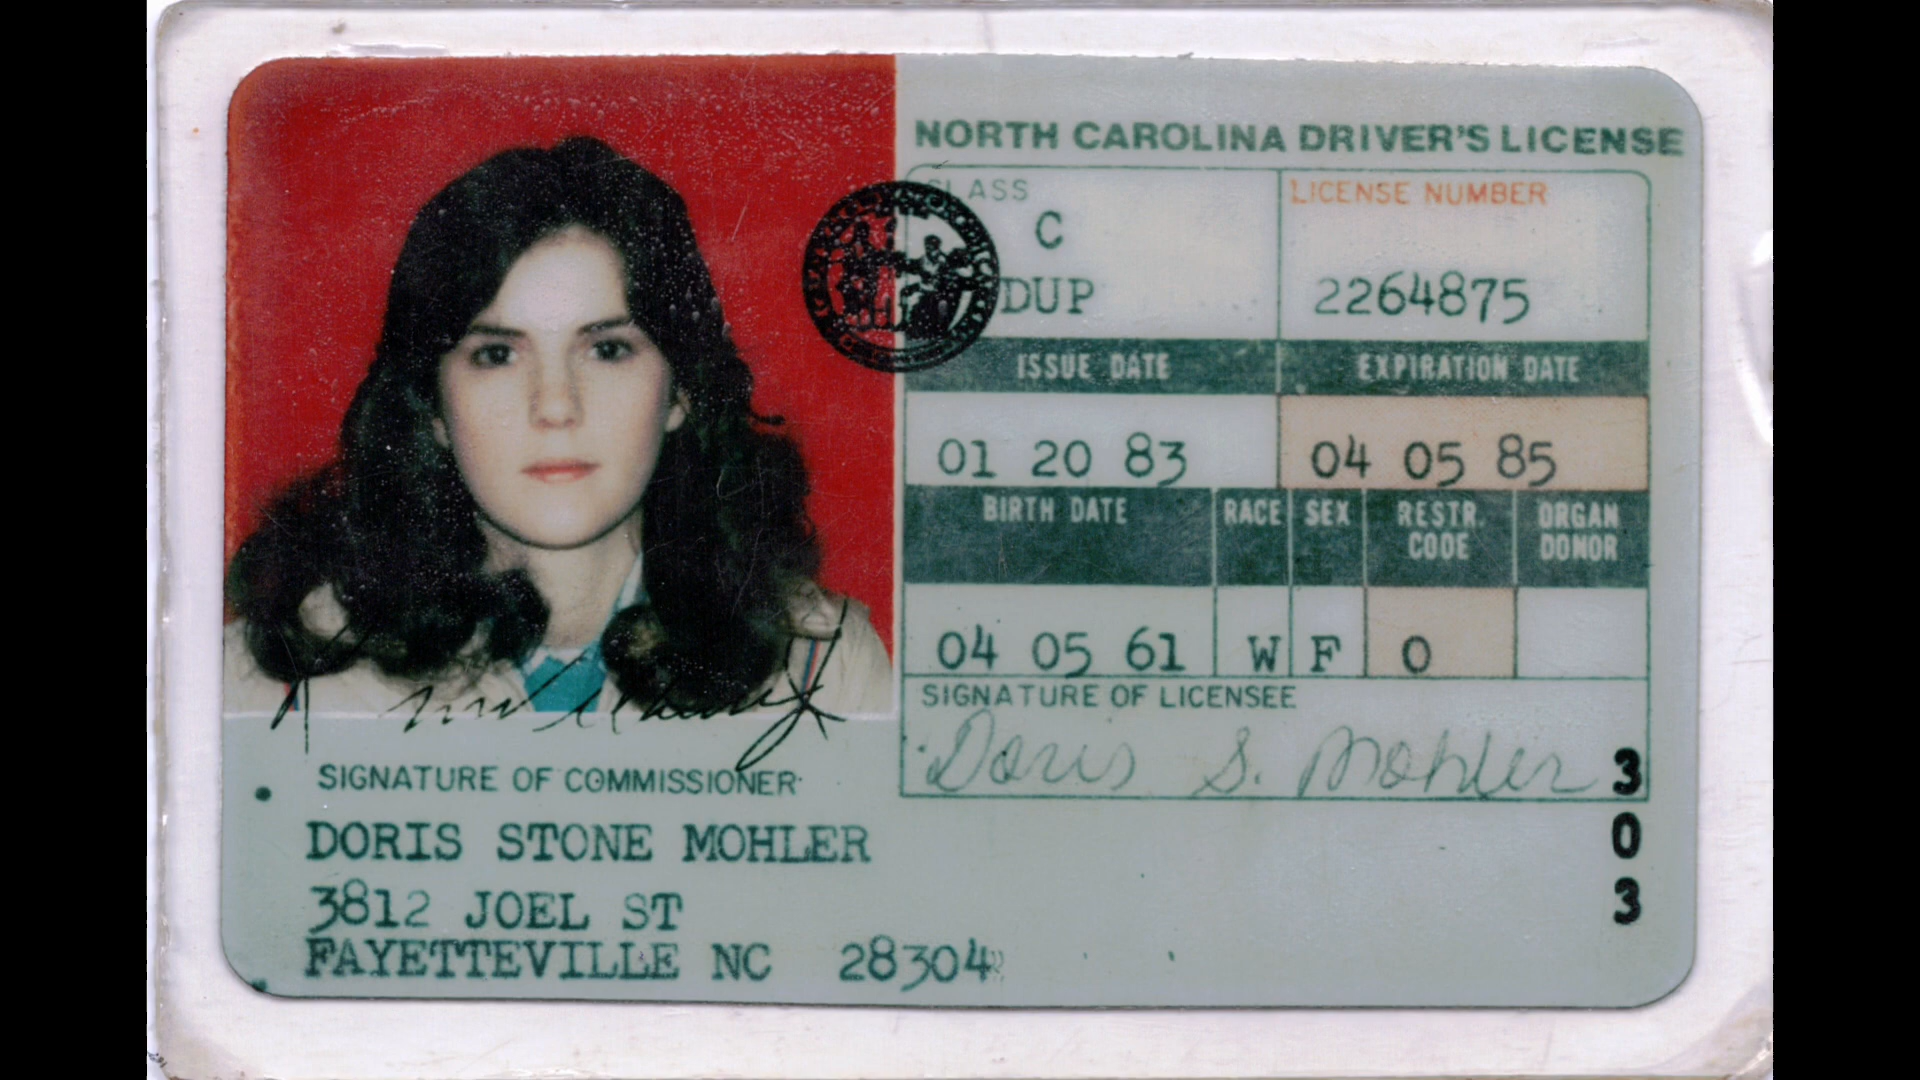 NORTH CAROLINA DRIVER'S LICENSE
CLASS
C
DUP
LICENSE NUMBER
2264875
ISSUE DATE
EXPIRATION DATE
01 20 83
04 05 85
BIRTH DATE
RACE
SEX
RESTR. CODE
ORGAN DONOR
04 05 61
W
F
0
SIGNATURE OF LICENSEE
Doris S. Mohler
SIGNATURE OF COMMISSIONER
DORIS STONE MOHLER
3812 JOEL ST
FAYETTEVILLE NC 28304
3
0
3